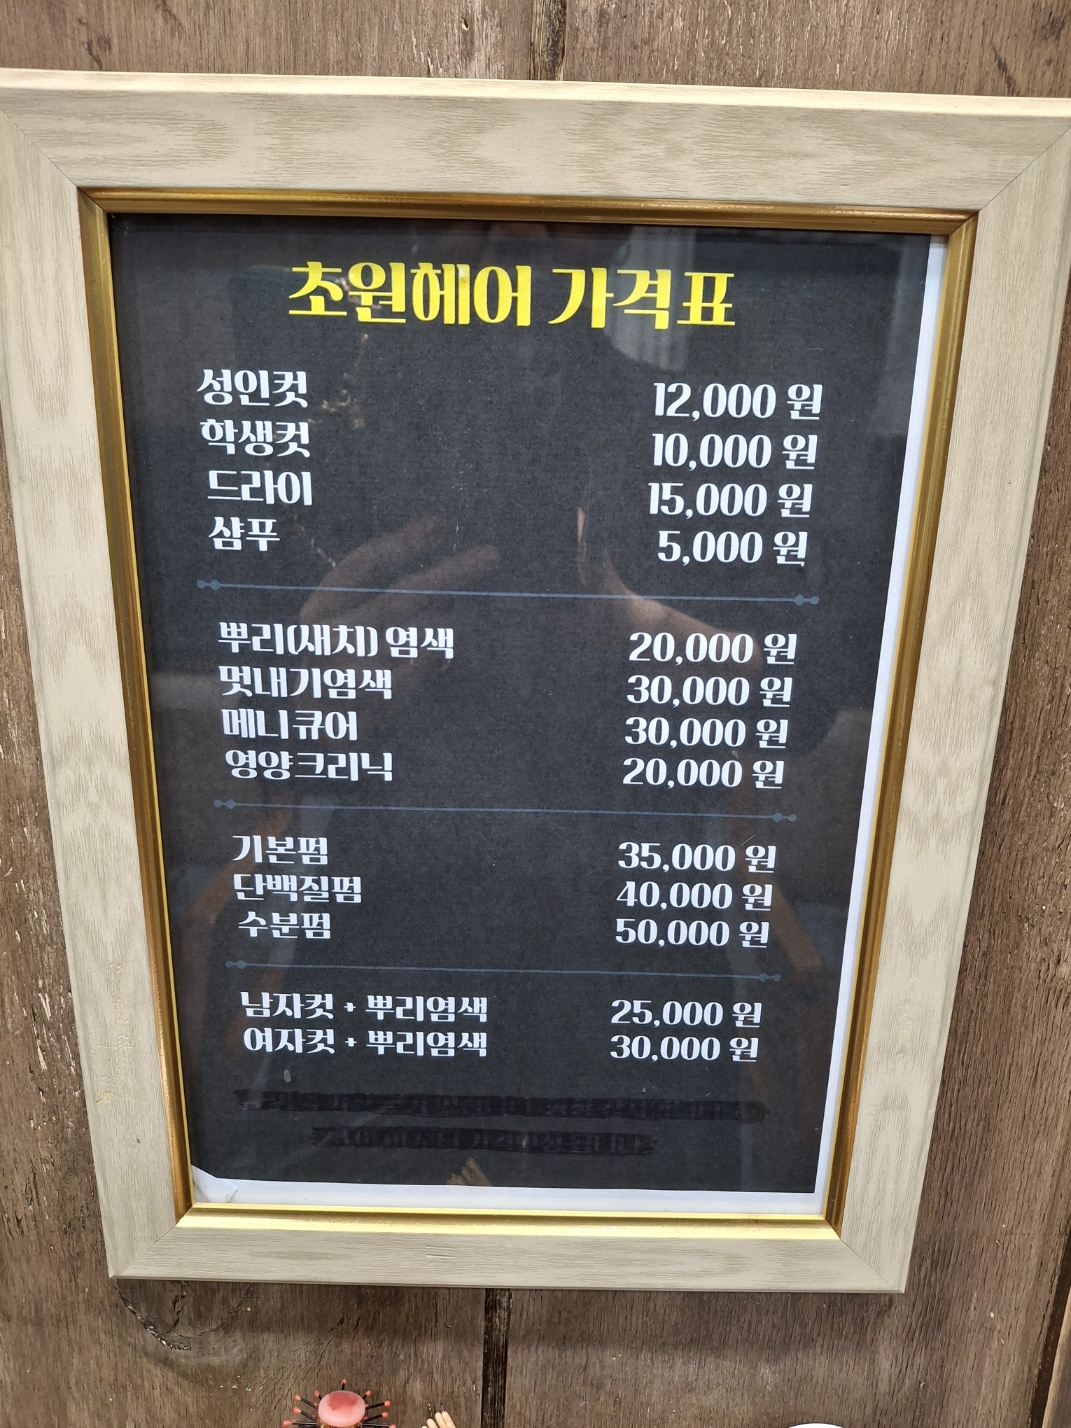 초원헤어 가격표
성인컷 12,000 원
학생컷 10,000 원
드라이 15,000 원
샴푸 5,000 원
뿌리(새치) 염색 20,000 원
멋내기염색 30,000 원
메니큐어 30,000 원
영양크리닉 20,000 원
기본펌 35,000 원
단백질펌 40,000 원
수분펌 50,000 원
남자컷 + 뿌리염색 25,000 원
여자컷 + 뿌리염색 30,000 원